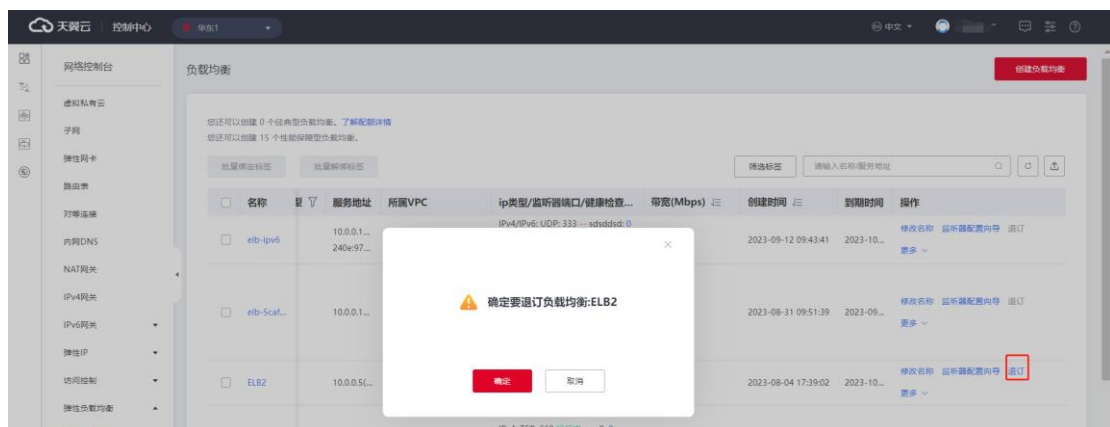 天翼云 控制中心 华东1 中文
网络控制台
负载均衡 创建负载均衡
虚拟私有云
子网
弹性网卡
路由表
对等连接
内网DNS
NAT网关
IPv4网关
IPv6网关
弹性IP
访问控制
弹性负载均衡
您还可以创建 0 个经典型负载均衡。了解配额详情
您还可以创建 15 个性能保障型负载均衡。
批量绑定标签 批量解绑标签 筛选标签 请输入名称/服务地址
名称 服务地址 所属VPC ip类型/监听器端口/健康检查... 带宽(Mbps) 创建时间 到期时间 操作
IPv4/IPv6: UDP: 333 -- sdsddsd: 0
elb-ipv6 10.0.0.1... 240e:97... 2023-09-12 09:43:41 2023-10... 修改名称 监听器配置向导 退订
更多
elb-5caf... 10.0.0.1... 2023-08-31 09:51:39 2023-09... 修改名称 监听器配置向导 退订
更多
ELB2 10.0.0.5(... 2023-08-04 17:39:02 2023-10... 修改名称 监听器配置向导 退订
更多
确定要退订负载均衡:ELB2
确定 取消